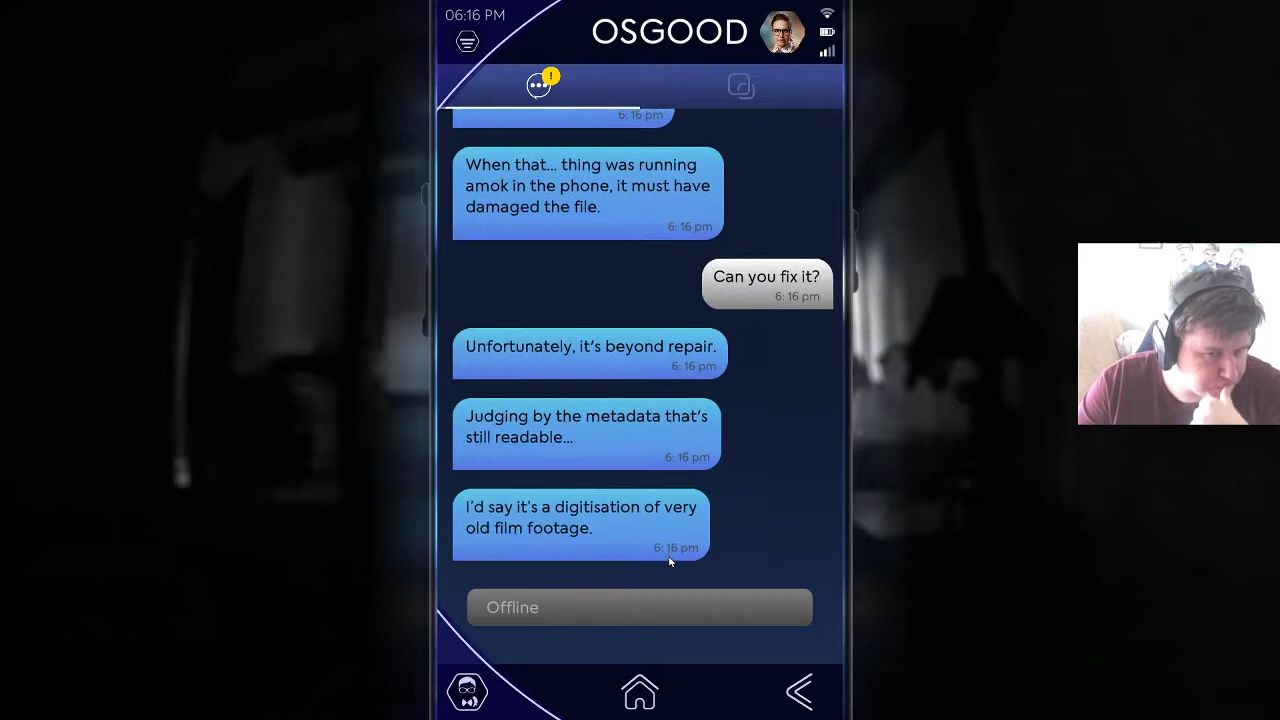 06:16 PM
OSGOOD
!
6:16 pm
When that... thing was running
amok in the phone, it must have
damaged the file.
6:16 pm
Can you fix it?
6:16 pm
Unfortunately, it's beyond repair.
6:16 pm
Judging by the metadata that's
still readable...
6:16 pm
I'd say it's a digitisation of very
old film footage.
6:16 pm
Offline